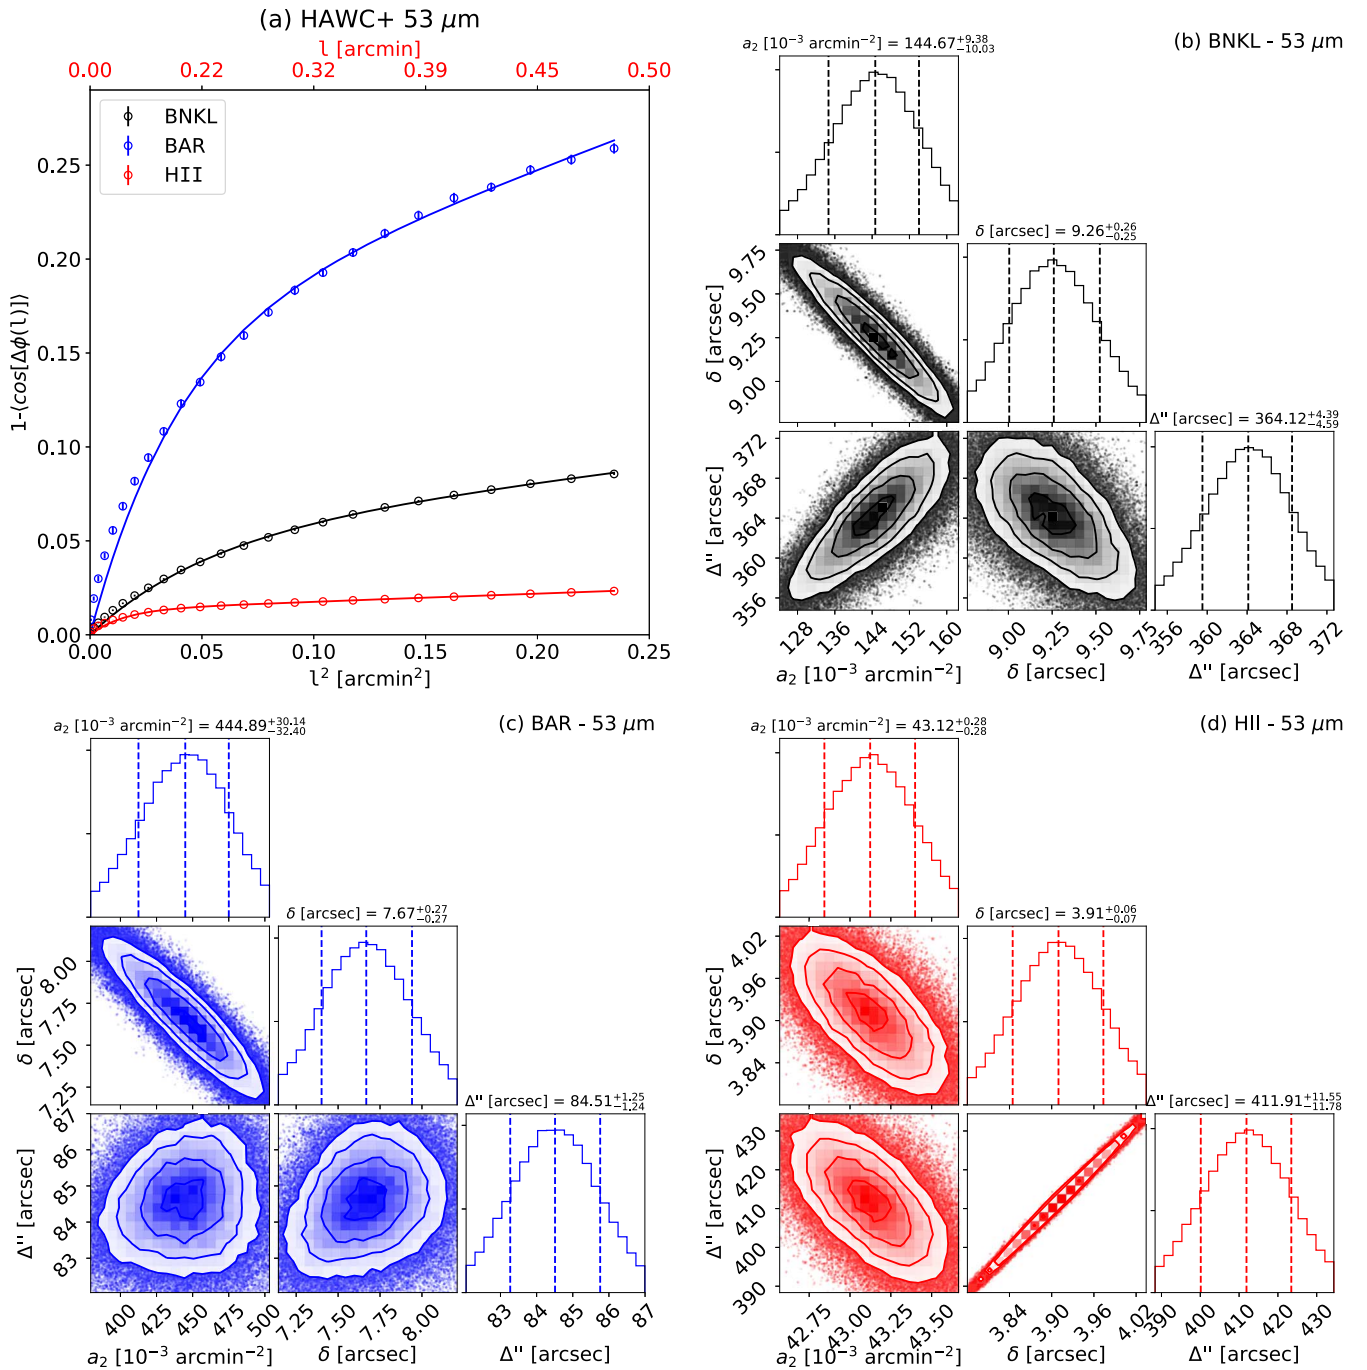 (a) HAWC+ 53 μm
l [arcmin]
0.00 0.22 0.32 0.39 0.45 0.50
BNKL
BAR
HII
1-⟨cos[Δϕ(l)]⟩
0.25
0.20
0.15
0.10
0.05
0.00
0.00 0.05 0.10 0.15 0.20 0.25
l² [arcmin²]
(b) BNKL - 53 μm
a₂ [10⁻³ arcmin⁻²] = 144.67+9.38 −10.03
δ [arcsec] = 9.26+0.26 −0.25
Δ'' [arcsec] = 364.12+4.39 −4.59
δ [arcsec]
9.75
9.50
9.25
9.00
Δ'' [arcsec]
372
368
364
360
356
128 136 144 152 160
a₂ [10⁻³ arcmin⁻²]
9.00 9.25 9.50 9.75
δ [arcsec]
356 360 364 368 372
Δ'' [arcsec]
(c) BAR - 53 μm
a₂ [10⁻³ arcmin⁻²] = 444.89+30.14 −32.40
δ [arcsec] = 7.67+0.27 −0.27
Δ'' [arcsec] = 84.51+1.25 −1.24
δ [arcsec]
8.00
7.75
7.50
7.25
Δ'' [arcsec]
87
86
85
84
83
400 425 450 475 500
a₂ [10⁻³ arcmin⁻²]
7.25 7.50 7.75 8.00
δ [arcsec]
83 84 85 86 87
Δ'' [arcsec]
(d) HII - 53 μm
a₂ [10⁻³ arcmin⁻²] = 43.12+0.28 −0.28
δ [arcsec] = 3.91+0.06 −0.07
Δ'' [arcsec] = 411.91+11.55 −11.78
δ [arcsec]
4.02
3.96
3.90
3.84
Δ'' [arcsec]
430
420
410
400
390
42.75 43.00 43.25 43.50
a₂ [10⁻³ arcmin⁻²]
3.84 3.90 3.96 4.02
δ [arcsec]
390 400 410 420 430
Δ'' [arcsec]